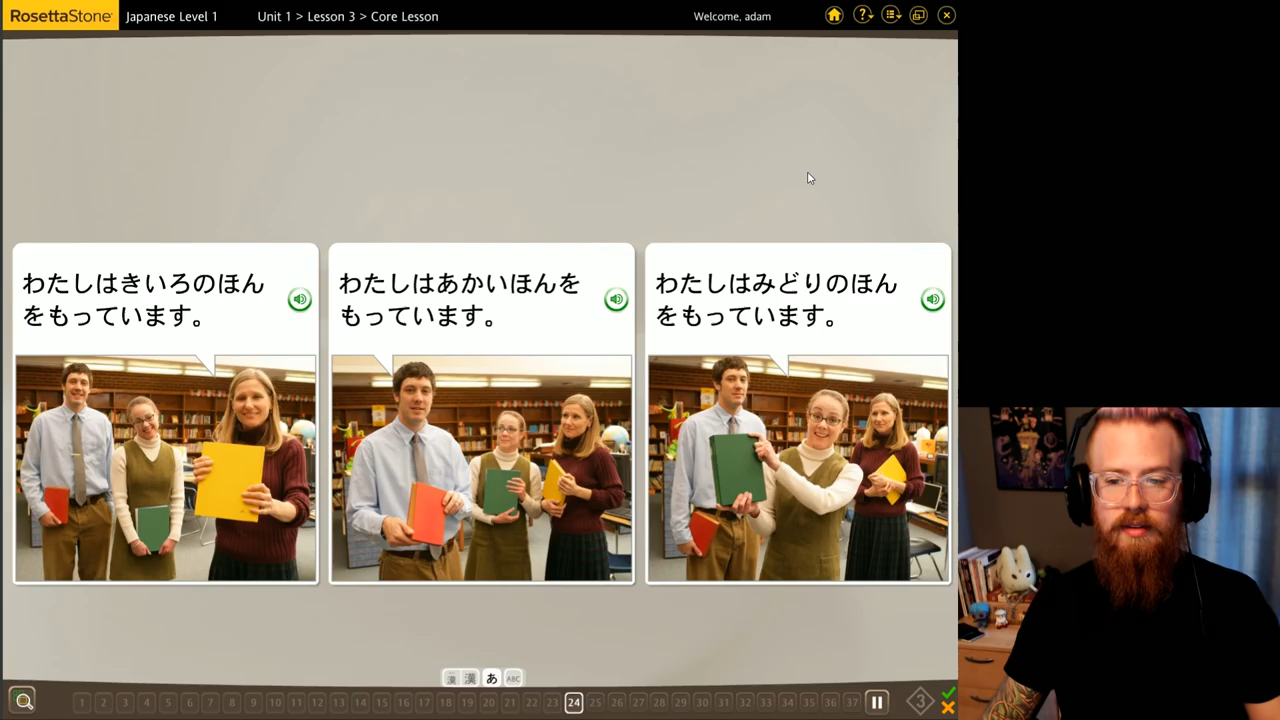 RosettaStone
Japanese Level 1
Unit 1 > Lesson 3 > Core Lesson
Welcome, adam
わたしはきいろのほん
をもっています。
わたしはあかいほんを
もっています。
わたしはみどりのほん
をもっています。
漢 漢 あ ABC
1 2 3 4 5 6 7 8 9 10 11 12 13 14 15 16 17 18 19 20 21 22 23 24 25 26 27 28 29 30 31 32 33 34 35 36 37
3